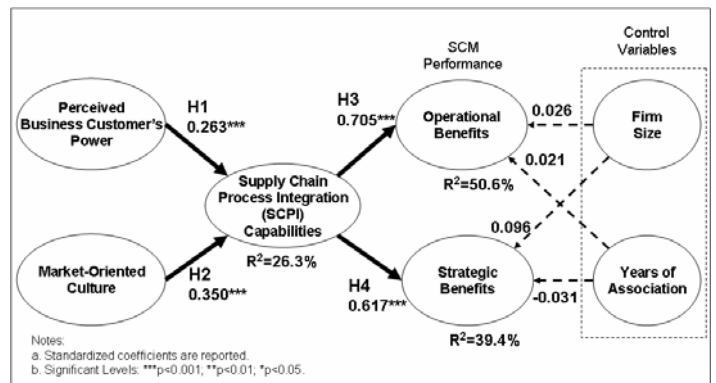 Control
Variables
SCM
Performance
H1
0.263***
H3
0.705***
Perceived
Business Customer's
Power
Operational
Benefits
0.026
Firm
Size
0.021
R²=50.6%
Supply Chain
Process Integration
(SCPI)
Capabilities
R²=26.3%
0.096
Market-Oriented
Culture
H2
0.350***
H4
0.617***
Strategic
Benefits
-0.031
Years of
Association
R²=39.4%
Notes:
a. Standardized coefficients are reported.
b. Significant Levels: ***p<0.001; **p<0.01; *p<0.05.